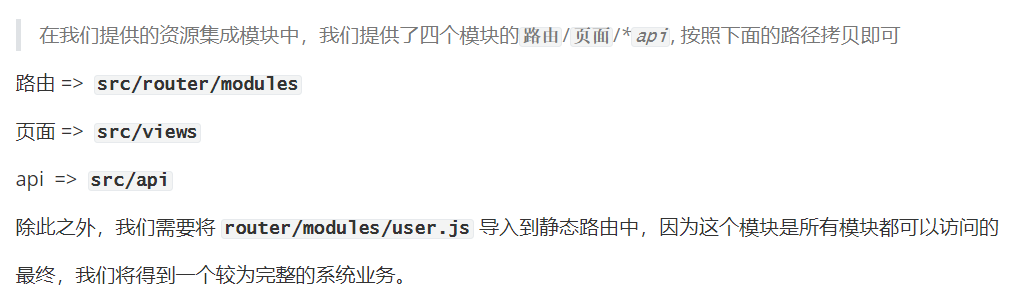 在我们提供的资源集成模块中，我们提供了四个模块的路由/页面/*api, 按照下面的路径拷贝即可
路由 => src/router/modules
页面 => src/views
api => src/api
除此之外，我们需要将 router/modules/user.js 导入到静态路由中，因为这个模块是所有模块都可以访问的
最终，我们将得到一个较为完整的系统业务。